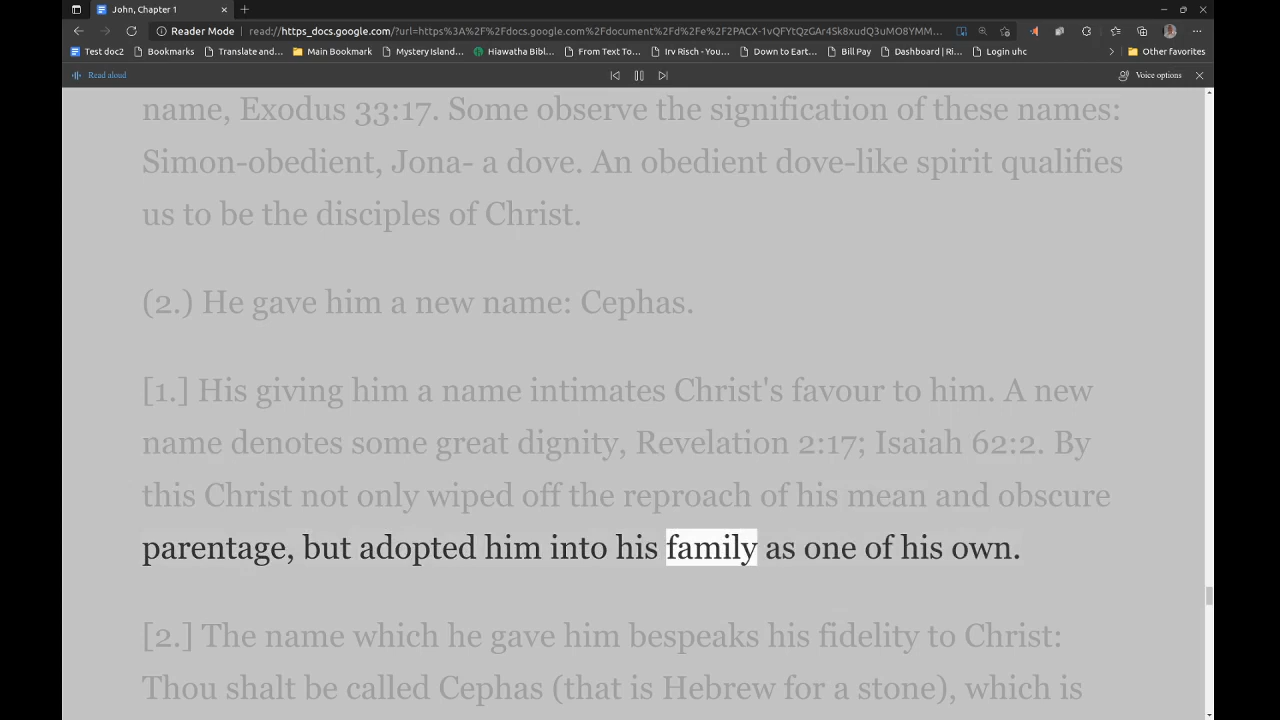 John, Chapter 1
Reader Mode
read://https_docs.google.com/?url=https%3A%2F%2Fdocs.google.com%2Fdocument%2Fd%2Fe%2F2PACX-1vQFYtQzGAr4Sk8xudQ3uMO8YMM...
Test doc2
Bookmarks
Translate and...
Main Bookmark
Mystery Island...
Hiawatha Bibl...
From Text To...
Irv Risch - You...
Down to Eart...
Bill Pay
Dashboard | Ri...
Login uhc
Other favorites
Read aloud
Voice options
name, Exodus 33:17. Some observe the signification of these names:
Simon-obedient, Jona- a dove. An obedient dove-like spirit qualifies
us to be the disciples of Christ.
(2.) He gave him a new name: Cephas.
[1.] His giving him a name intimates Christ's favour to him. A new
name denotes some great dignity, Revelation 2:17; Isaiah 62:2. By
this Christ not only wiped off the reproach of his mean and obscure
parentage, but adopted him into his family as one of his own.
[2.] The name which he gave him bespeaks his fidelity to Christ:
Thou shalt be called Cephas (that is Hebrew for a stone), which is